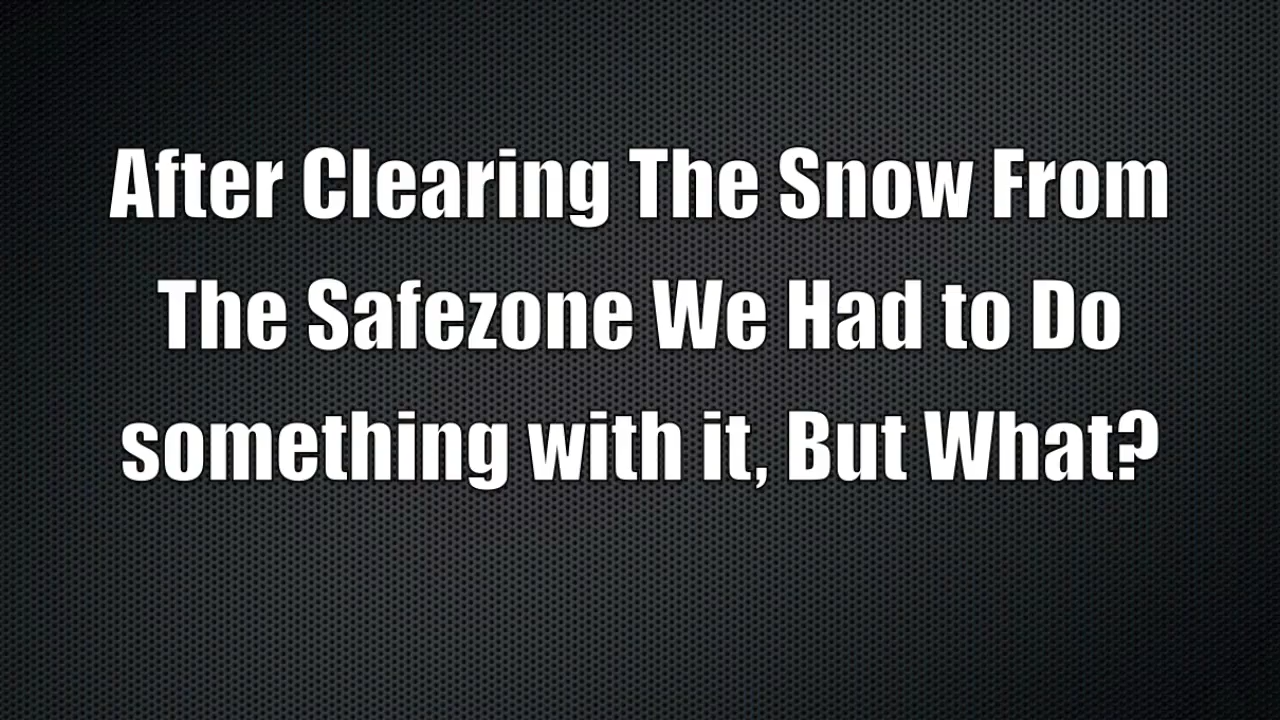 After Clearing The Snow From
The Safezone We Had to Do
something with it, But What?